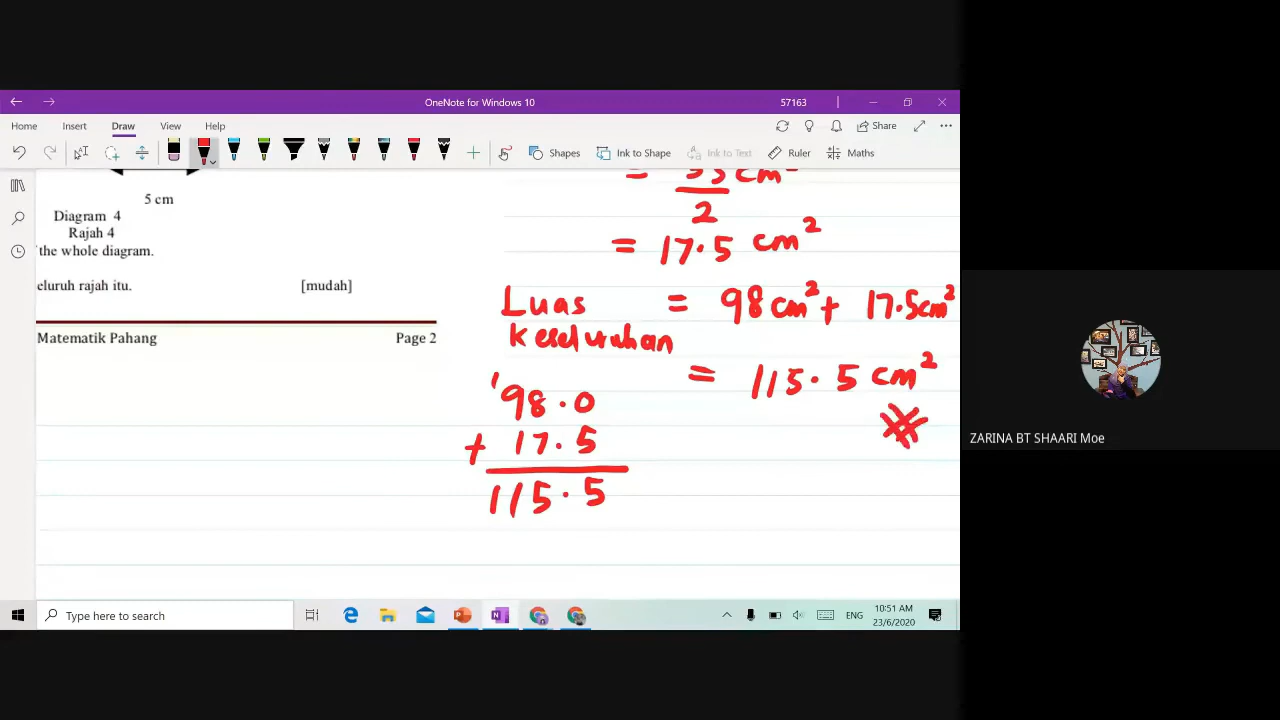 OneNote for Windows 10
57163
Home Insert Draw View Help
Share
Shapes Ink to Shape Ink to Text Ruler Maths
5 cm
Diagram 4
Rajah 4
the whole diagram.
eluruh rajah itu. [mudah]
Matematik Pahang Page 2
= cm²
2
= 17.5 cm²
Luas = 98 cm² + 17.5cm²
Keseluruhan
= 115.5 cm²
1
98.0
+ 17.5
115.5
ZARINA BT SHAARI Moe
Type here to search
ENG
10:51 AM
23/6/2020